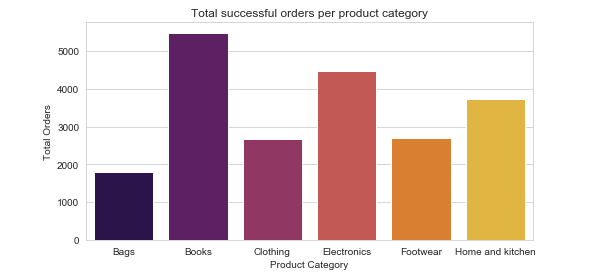 Total successful orders per product category
Total Orders
5000
4000
3000
2000
1000
0
Bags Books Clothing Electronics Footwear Home and kitchen
Product Category